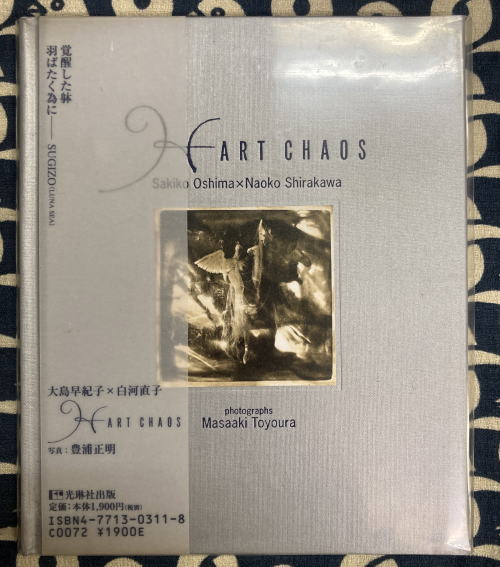 覚醒した躰
羽ばたく為に── SUGIZO(LUNA SEA)
H ART CHAOS
Sakiko Oshima×Naoko Shirakawa
photographs
Masaaki Toyoura
大島早紀子×白河直子
H ART CHAOS
写真：豊浦正明
光琳社出版
定価：本体1,900円(税別)
ISBN4-7713-0311-8
C0072 ¥1900E